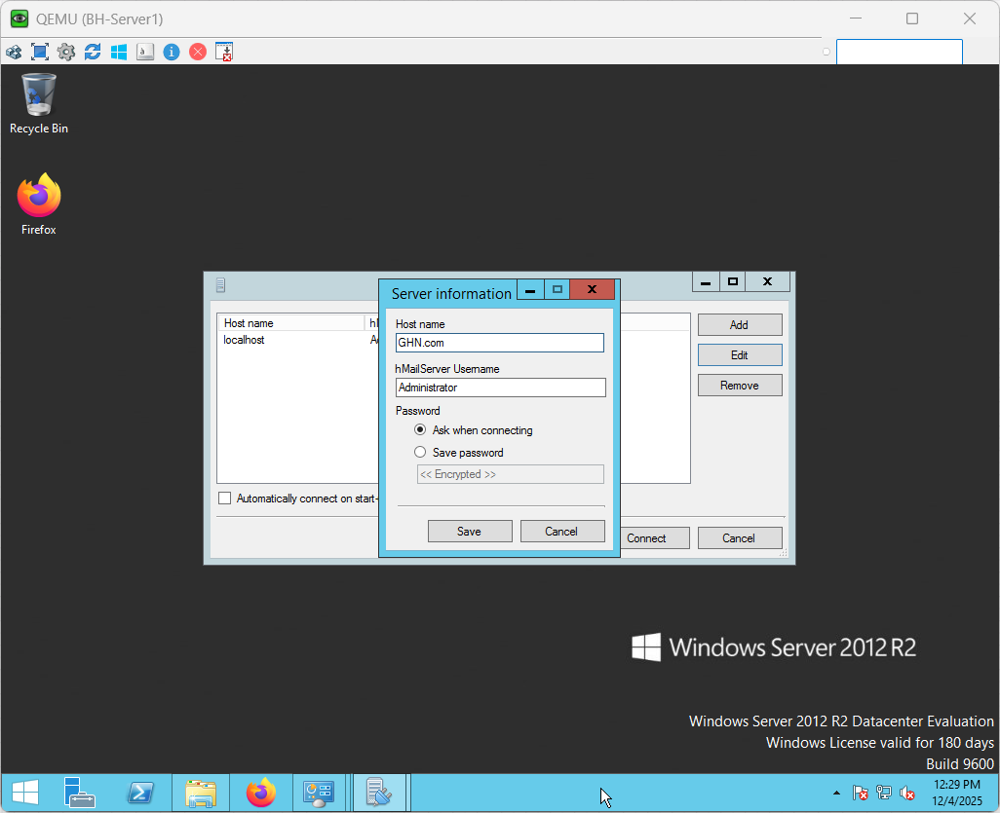 QEMU (BH-Server1)
Recycle Bin
Firefox
Server information
Host name
GHN.com
hMailServer Username
Administrator
Password
Ask when connecting
Save password
<< Encrypted >>
Save
Cancel
Host name
localhost
Automatically connect on start-
Add
Edit
Remove
Connect
Cancel
Windows Server 2012 R2
Windows Server 2012 R2 Datacenter Evaluation
Windows License valid for 180 days
Build 9600
12:29 PM
12/4/2025